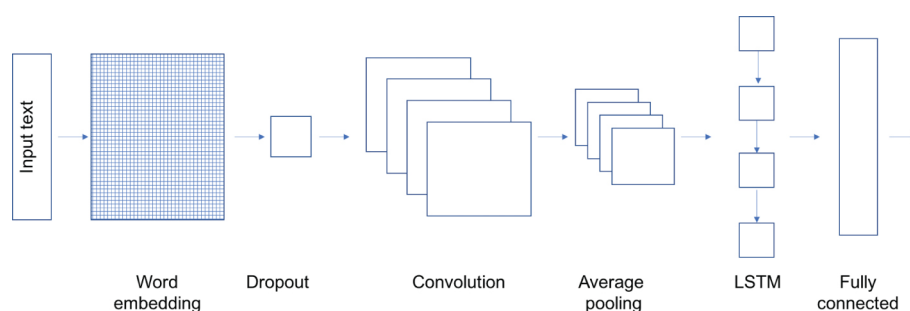 Input text
Word
embedding
Dropout
Convolution
Average
pooling
LSTM
Fully
connected